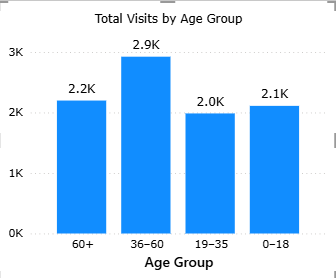 Total Visits by Age Group
3K
2K
1K
0K
2.2K
2.9K
2.0K
2.1K
60+
36–60
19–35
0–18
Age Group